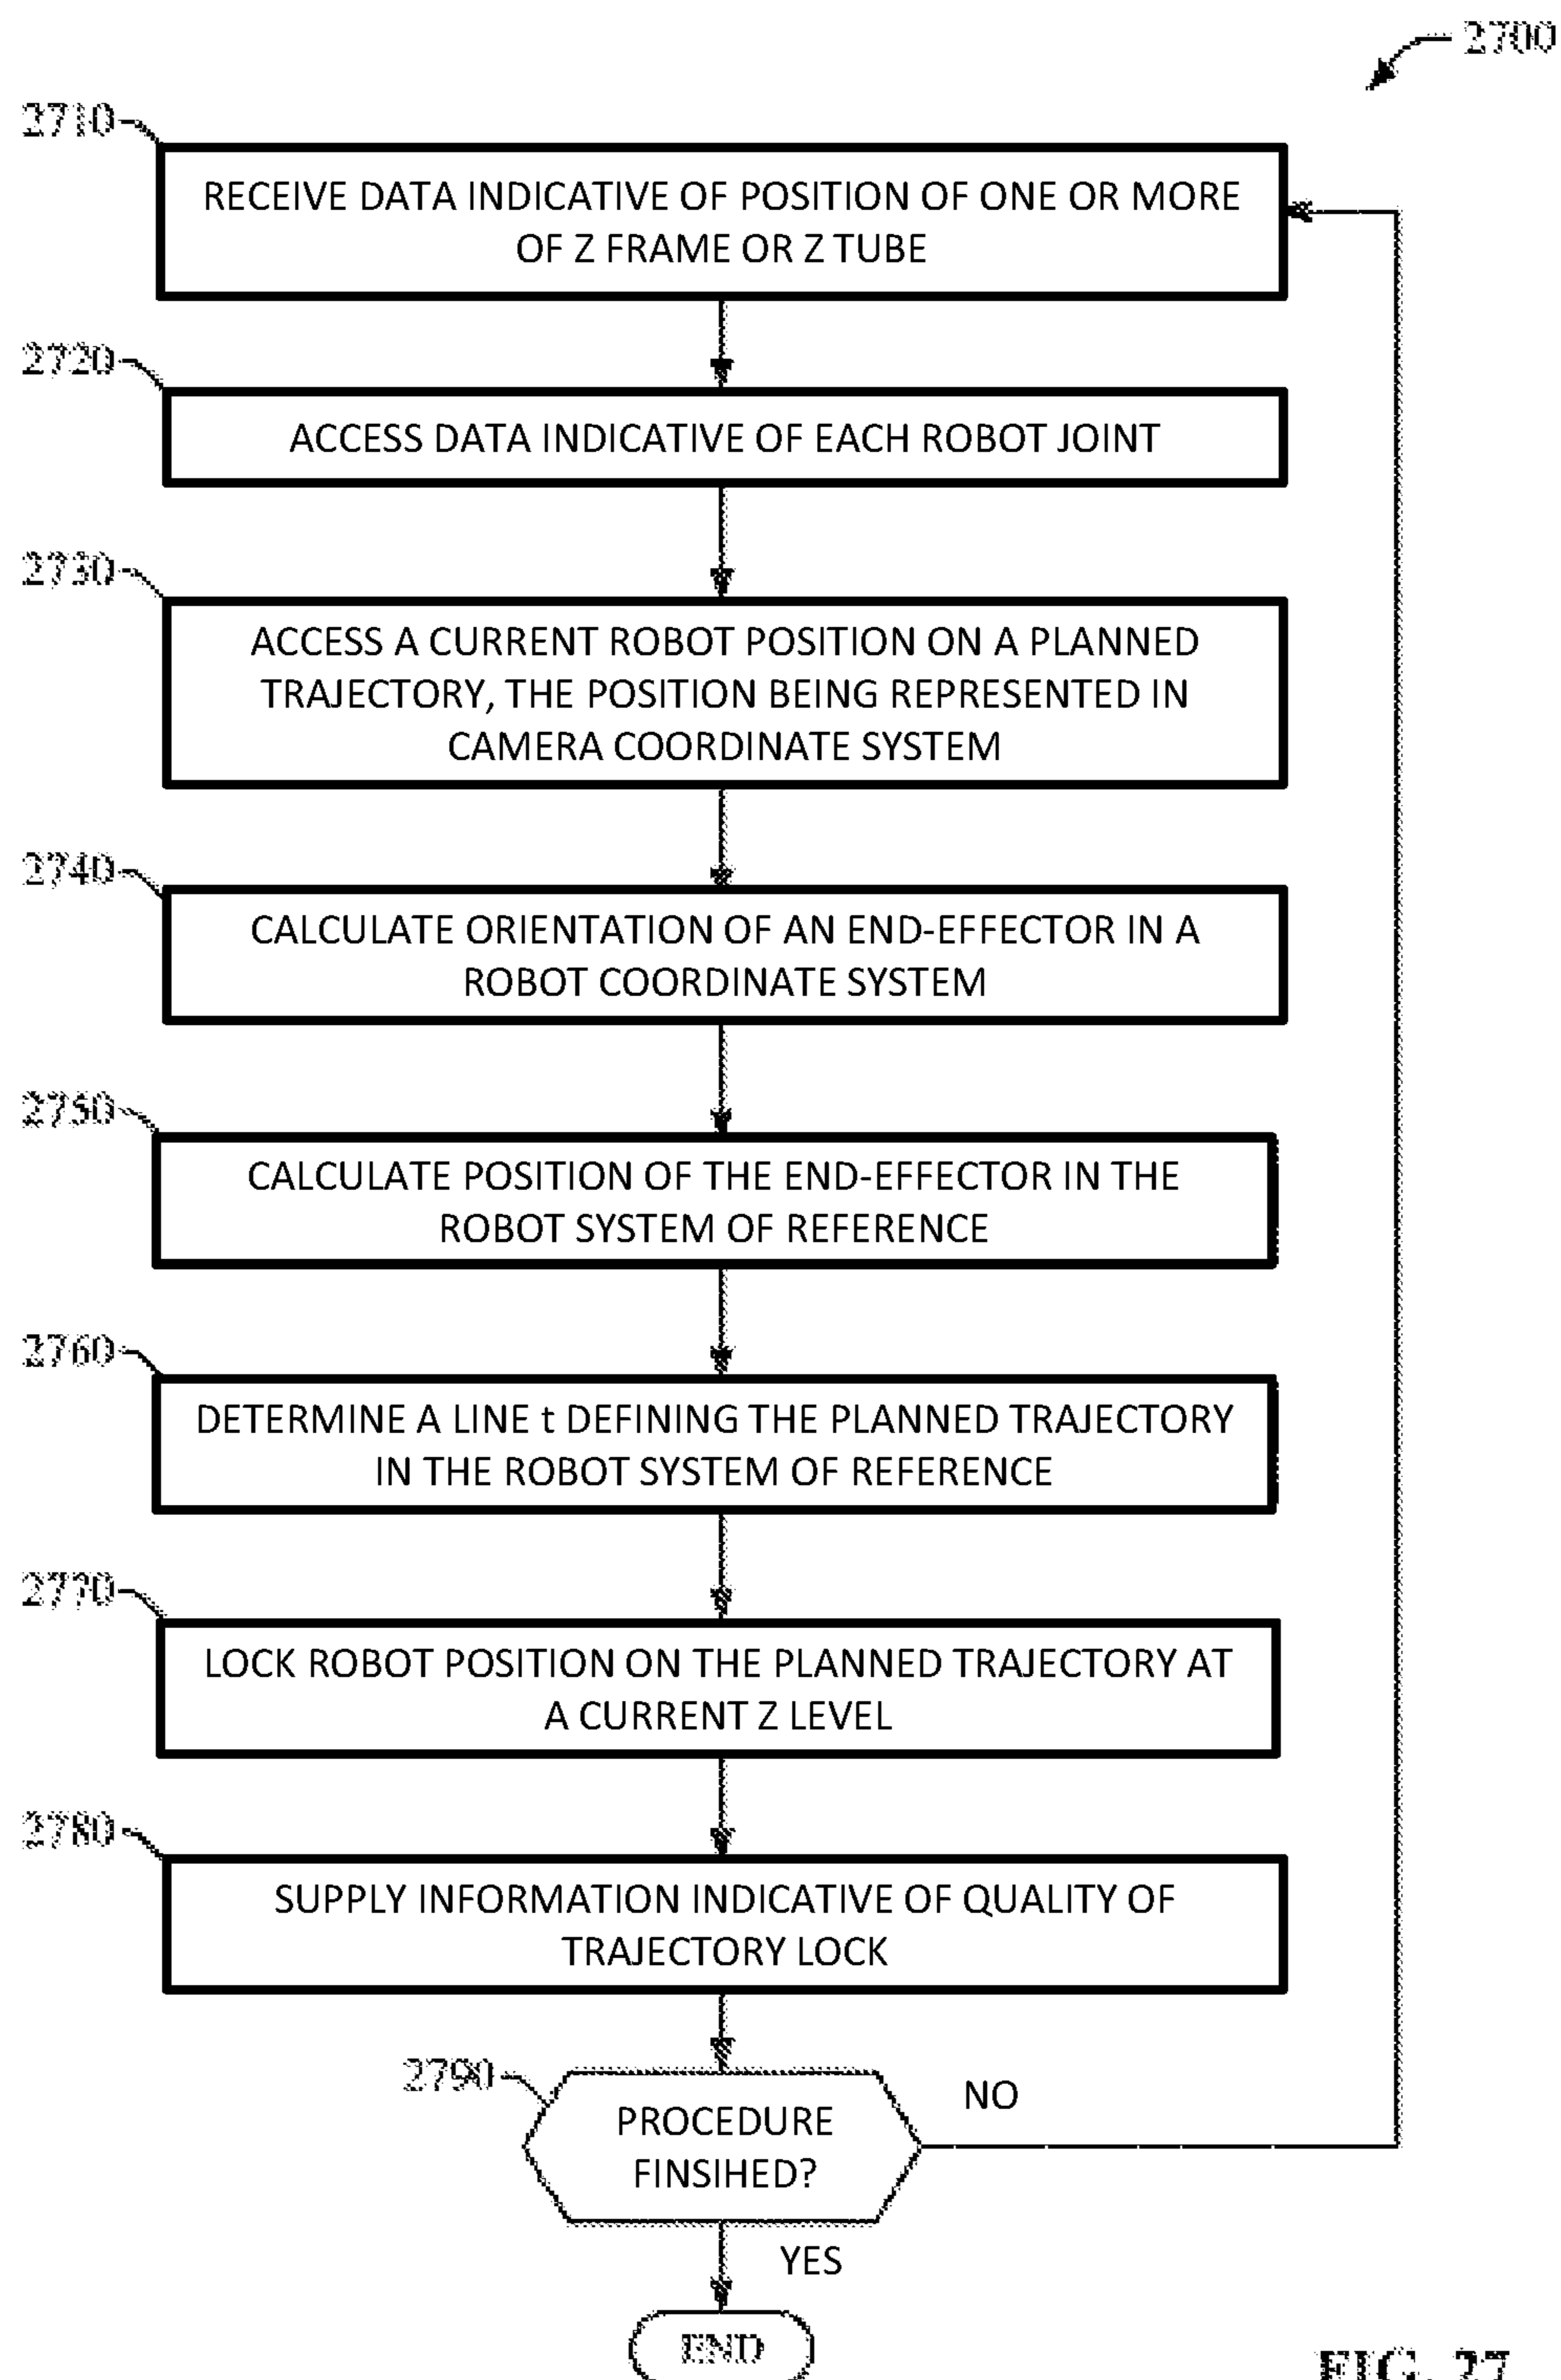 2700
2710
RECEIVE DATA INDICATIVE OF POSITION OF ONE OR MORE
OF Z FRAME OR Z TUBE
2720
ACCESS DATA INDICATIVE OF EACH ROBOT JOINT
2730
ACCESS A CURRENT ROBOT POSITION ON A PLANNED
TRAJECTORY, THE POSITION BEING REPRESENTED IN
CAMERA COORDINATE SYSTEM
2740
CALCULATE ORIENTATION OF AN END-EFFECTOR IN A
ROBOT COORDINATE SYSTEM
2750
CALCULATE POSITION OF THE END-EFFECTOR IN THE
ROBOT SYSTEM OF REFERENCE
2760
DETERMINE A LINE t DEFINING THE PLANNED TRAJECTORY
IN THE ROBOT SYSTEM OF REFERENCE
2770
LOCK ROBOT POSITION ON THE PLANNED TRAJECTORY AT
A CURRENT Z LEVEL
2780
SUPPLY INFORMATION INDICATIVE OF QUALITY OF
TRAJECTORY LOCK
2790
PROCEDURE
FINSIHED?
NO
YES
END
FIG. 27